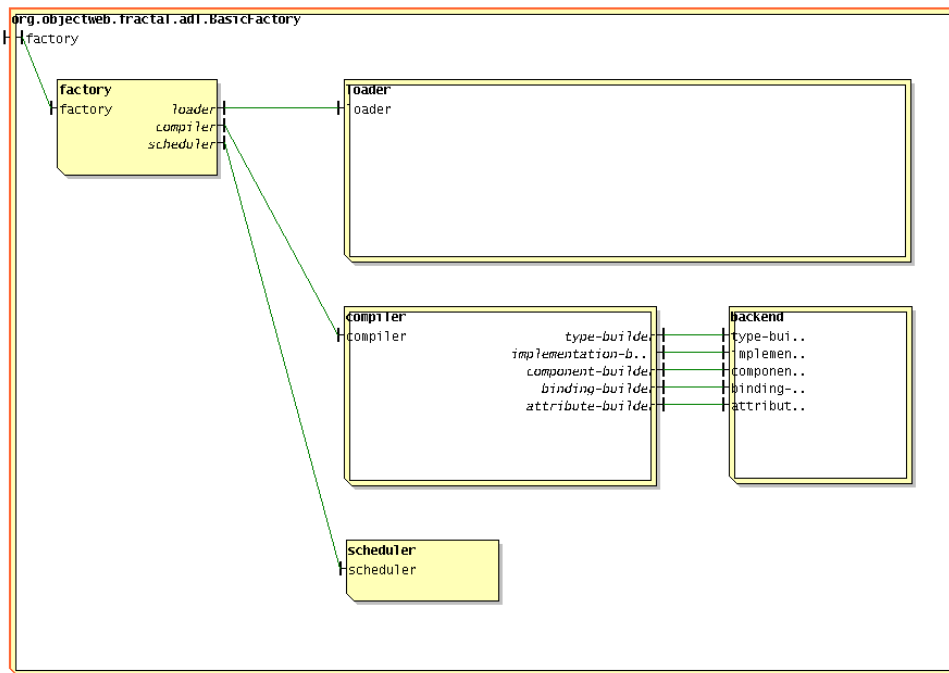 org.objectweb.fractal.adl.BasicFactory
factory
factory
factory
loader
compiler
scheduler
loader
loader
compiler
compiler
type-builder
implementation-b..
component-builder
binding-builder
attribute-builder
backend
type-bui..
implemen..
componen..
binding-..
attribut..
scheduler
scheduler